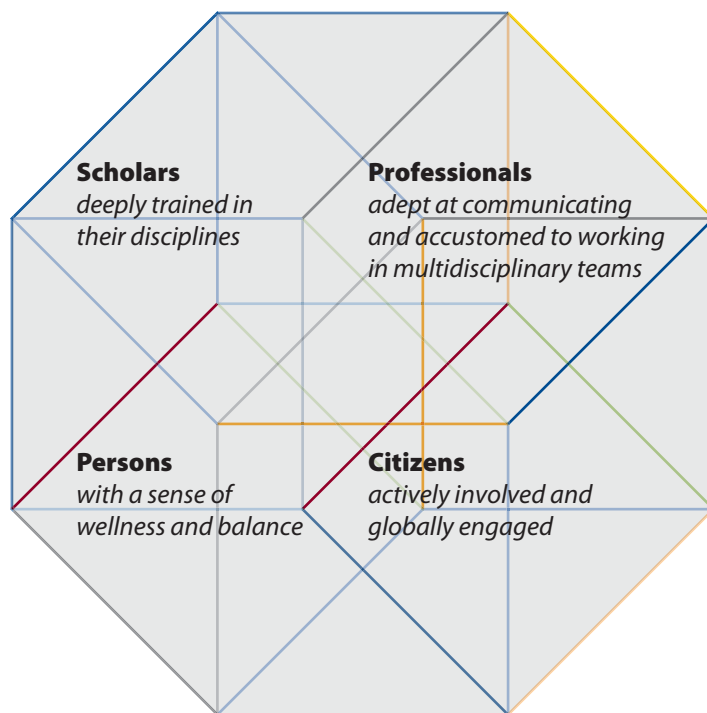 Scholars
deeply trained in
their disciplines
Professionals
adept at communicating
and accustomed to working
in multidisciplinary teams
Persons
with a sense of
wellness and balance
Citizens
actively involved and
globally engaged